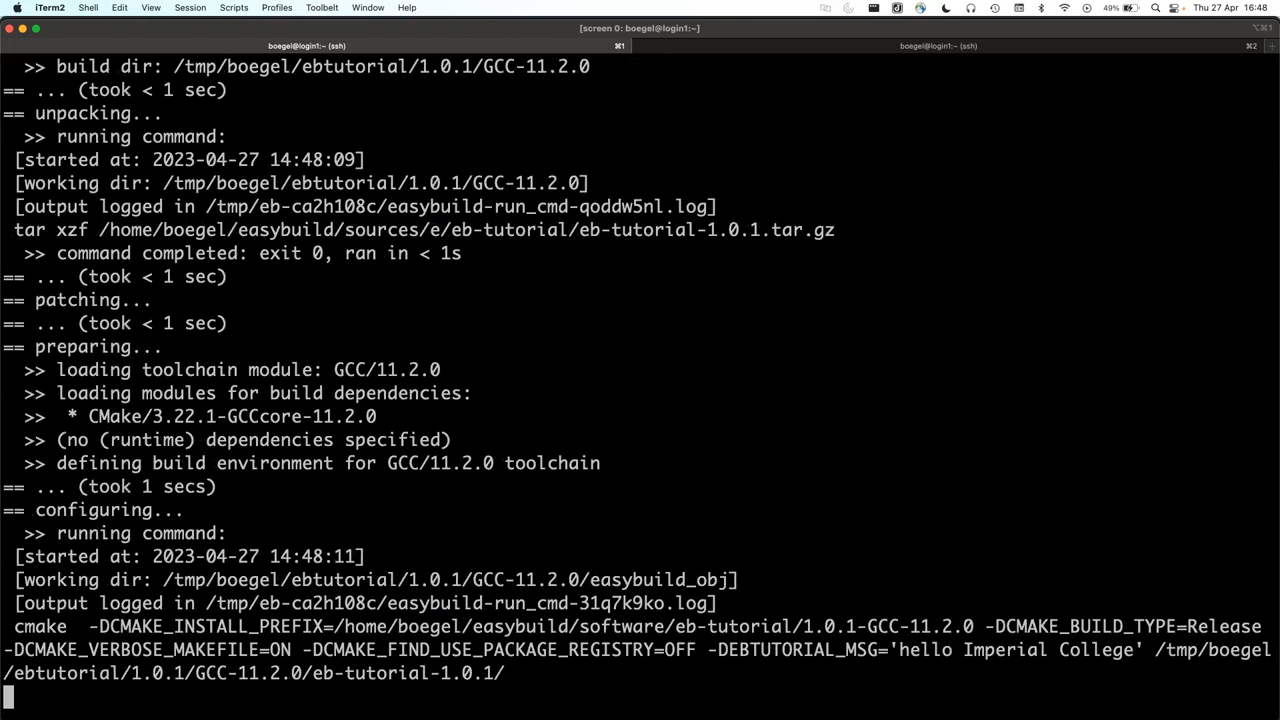 iTerm2 Shell Edit View Session Scripts Profiles Toolbelt Window Help 49% Thu 27 Apr 16:48
[screen 0: boegel@login1:~ (ssh) ⌥⌘1
boegel@login1:~ (ssh) ⌘1 boegel@login1:~ (ssh) ⌘2 +
>> build dir: /tmp/boegel/ebtutorial/1.0.1/GCC-11.2.0
== ... (took < 1 sec)
== unpacking...
>> running command:
[started at: 2023-04-27 14:48:09]
[working dir: /tmp/boegel/ebtutorial/1.0.1/GCC-11.2.0]
[output logged in /tmp/eb-ca2h108c/easybuild-run_cmd-qoddw5nl.log]
tar xzf /home/boegel/easybuild/sources/e/eb-tutorial/eb-tutorial-1.0.1.tar.gz
>> command completed: exit 0, ran in < 1s
== ... (took < 1 sec)
== patching...
== ... (took < 1 sec)
== preparing...
>> loading toolchain module: GCC/11.2.0
>> loading modules for build dependencies:
>>  * CMake/3.22.1-GCCcore-11.2.0
>> (no (runtime) dependencies specified)
>> defining build environment for GCC/11.2.0 toolchain
== ... (took 1 secs)
== configuring...
>> running command:
[started at: 2023-04-27 14:48:11]
[working dir: /tmp/boegel/ebtutorial/1.0.1/GCC-11.2.0/easybuild_obj]
[output logged in /tmp/eb-ca2h108c/easybuild-run_cmd-31q7k9ko.log]
cmake  -DCMAKE_INSTALL_PREFIX=/home/boegel/easybuild/software/eb-tutorial/1.0.1-GCC-11.2.0 -DCMAKE_BUILD_TYPE=Release
-DCMAKE_VERBOSE_MAKEFILE=ON -DCMAKE_FIND_USE_PACKAGE_REGISTRY=OFF -DEBTUTORIAL_MSG='hello Imperial College' /tmp/boegel
/ebtutorial/1.0.1/GCC-11.2.0/eb-tutorial-1.0.1/